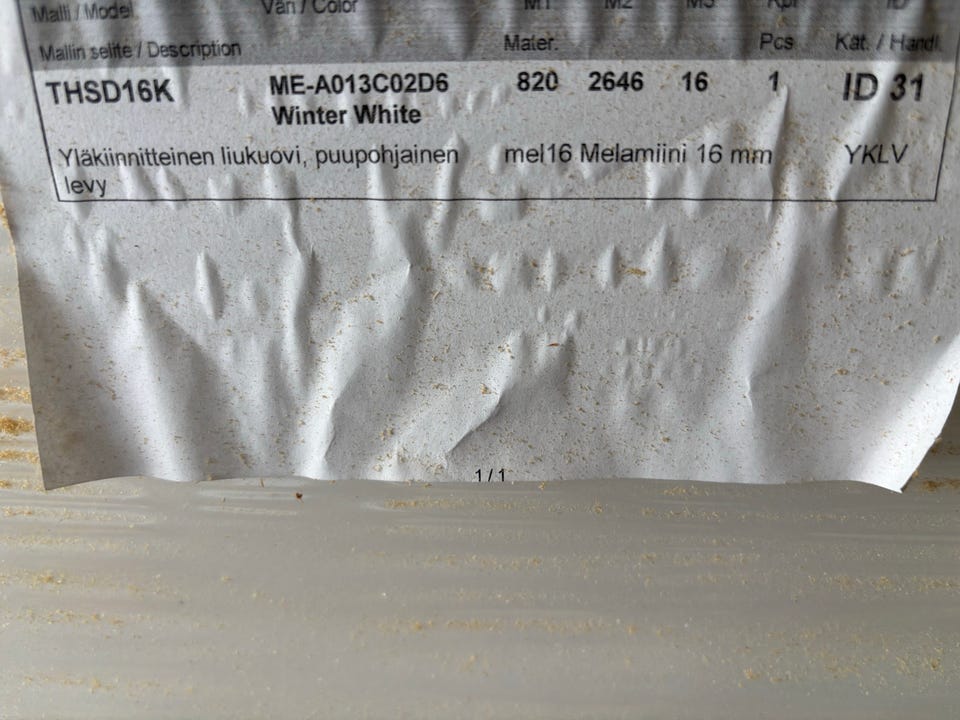 Malli / Model Väri / Color M1 M2 M3 Kpl ID
Mallin selite / Description Mater. Pcs Kät. / Handl.
THSD16K ME-A013C02D6 820 2646 16 1 ID 31
Winter White
Yläkiinnitteinen liukuovi, puupohjainen mel16 Melamiini 16 mm YKLV
levy
1 / 1